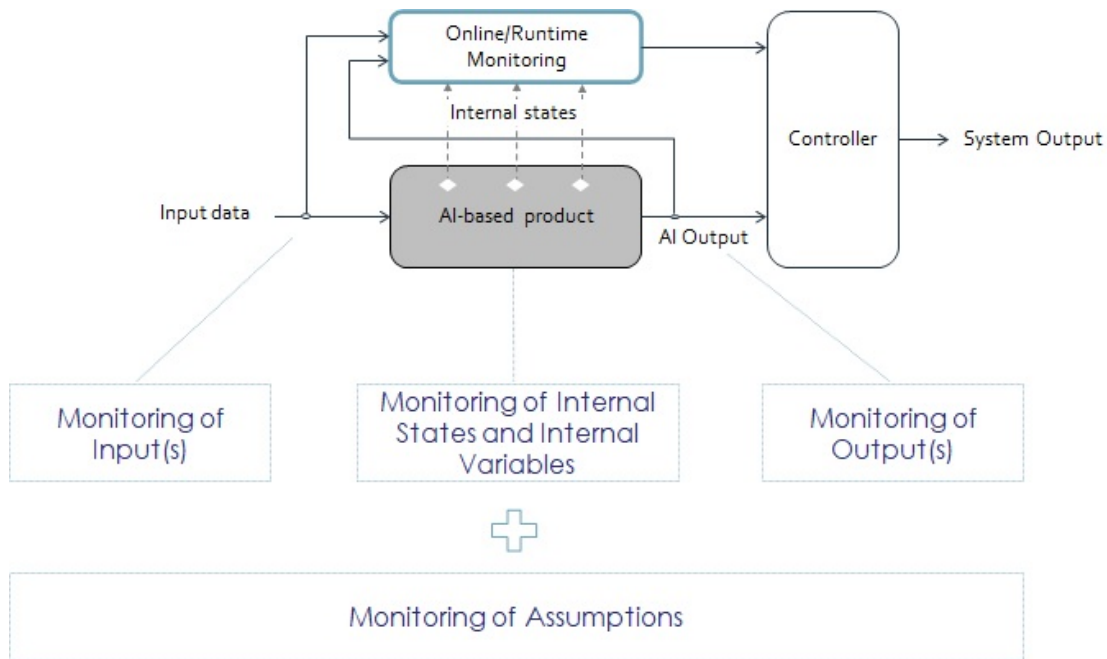 Online/Runtime
Monitoring
Internal states
Controller
System Output
Input data
AI-based product
AI Output
Monitoring of
Input(s)
Monitoring of Internal
States and Internal
Variables
Monitoring of
Output(s)
Monitoring of Assumptions